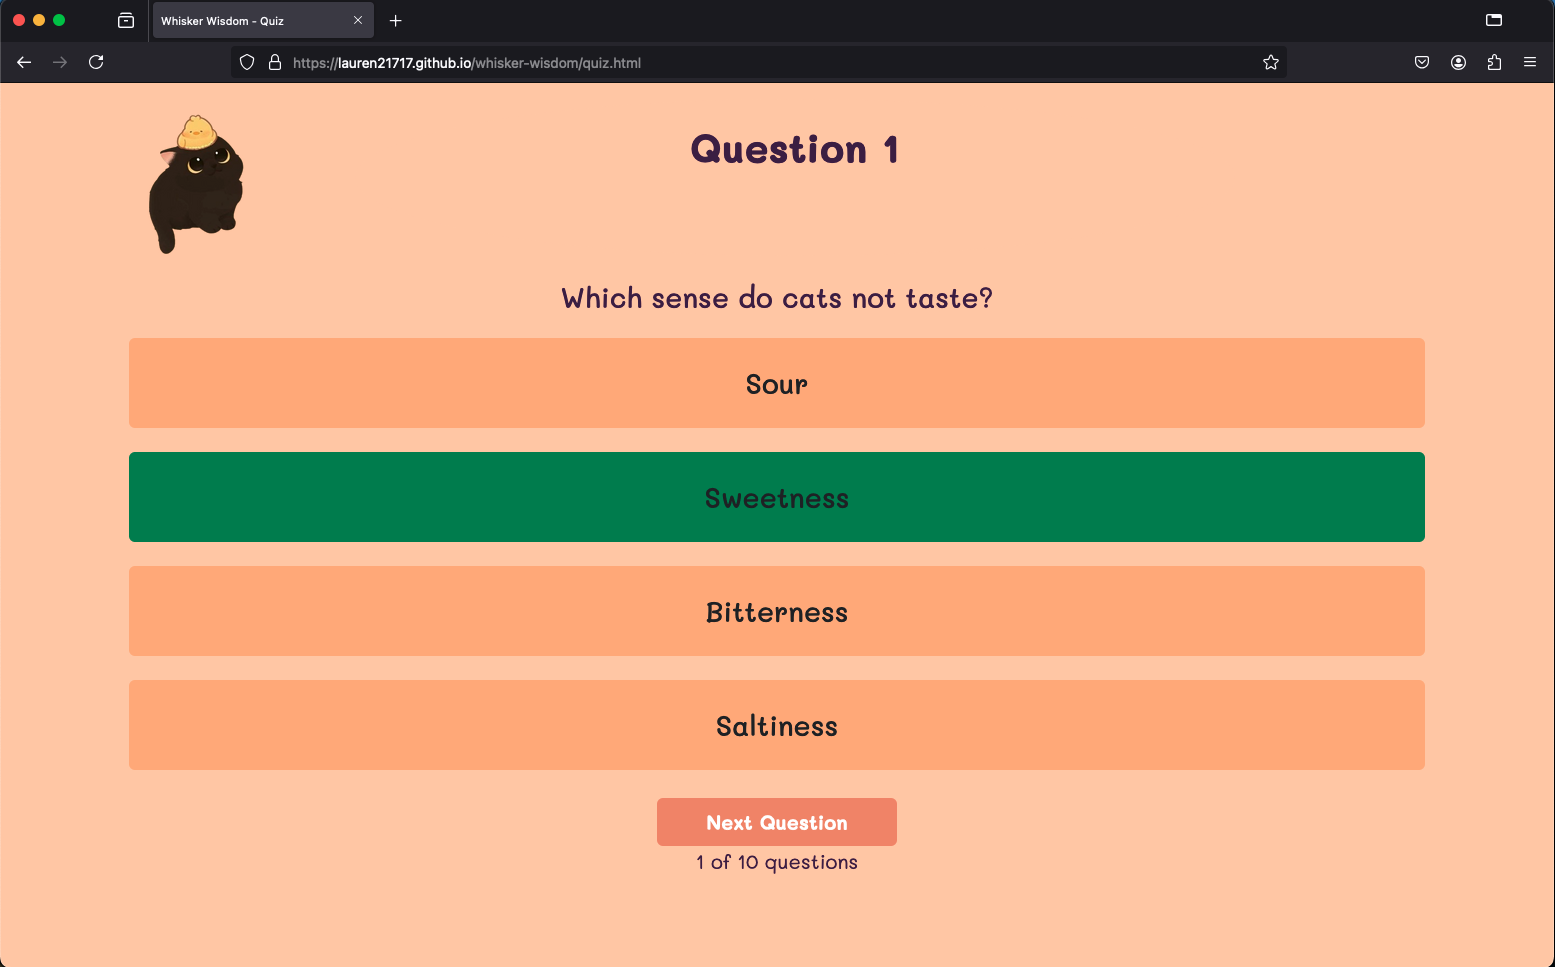 Whisker Wisdom - Quiz
https://lauren21717.github.io/whisker-wisdom/quiz.html
Question 1
Which sense do cats not taste?
Sour
Sweetness
Bitterness
Saltiness
Next Question
1 of 10 questions